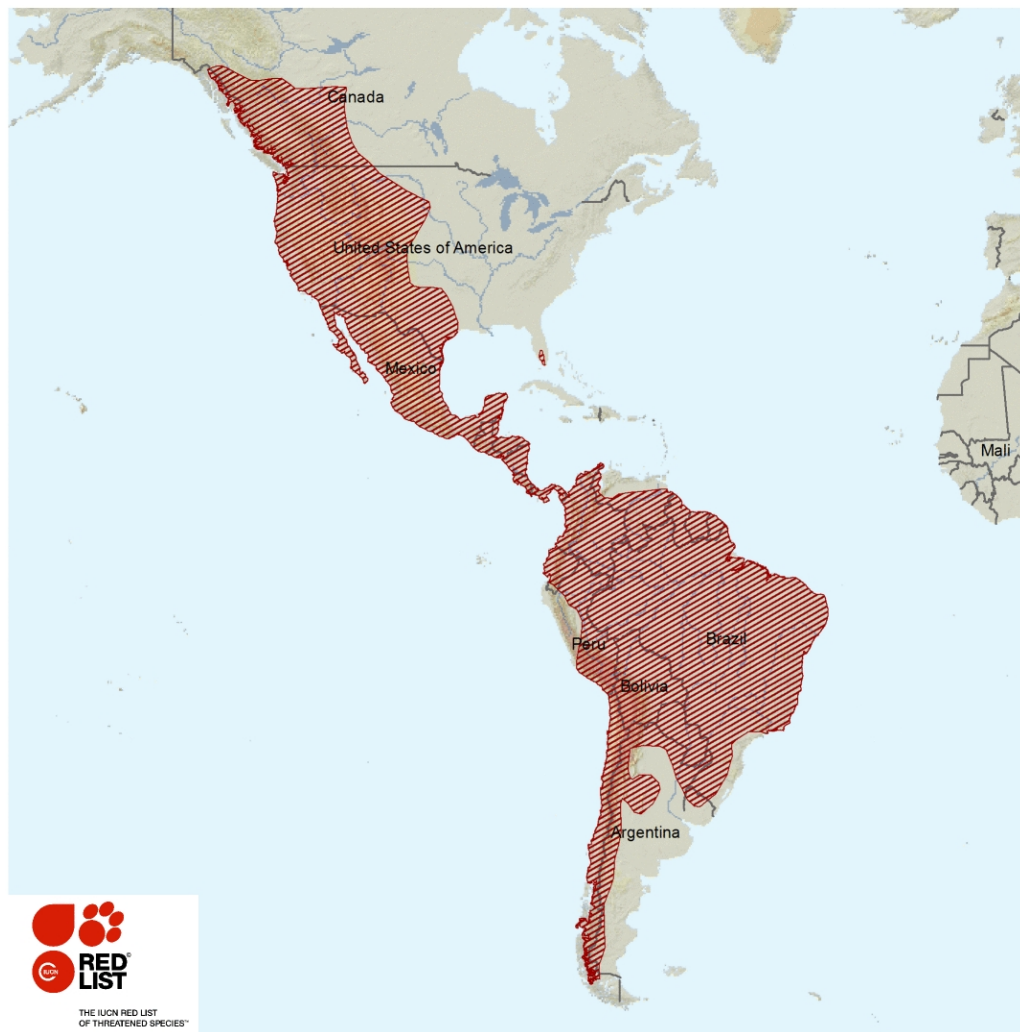 Canada
United States of America
Mexico
Mali
Peru
Brazil
Bolivia
Argentina
IUCN
RED®
LIST
THE IUCN RED LIST
OF THREATENED SPECIES™